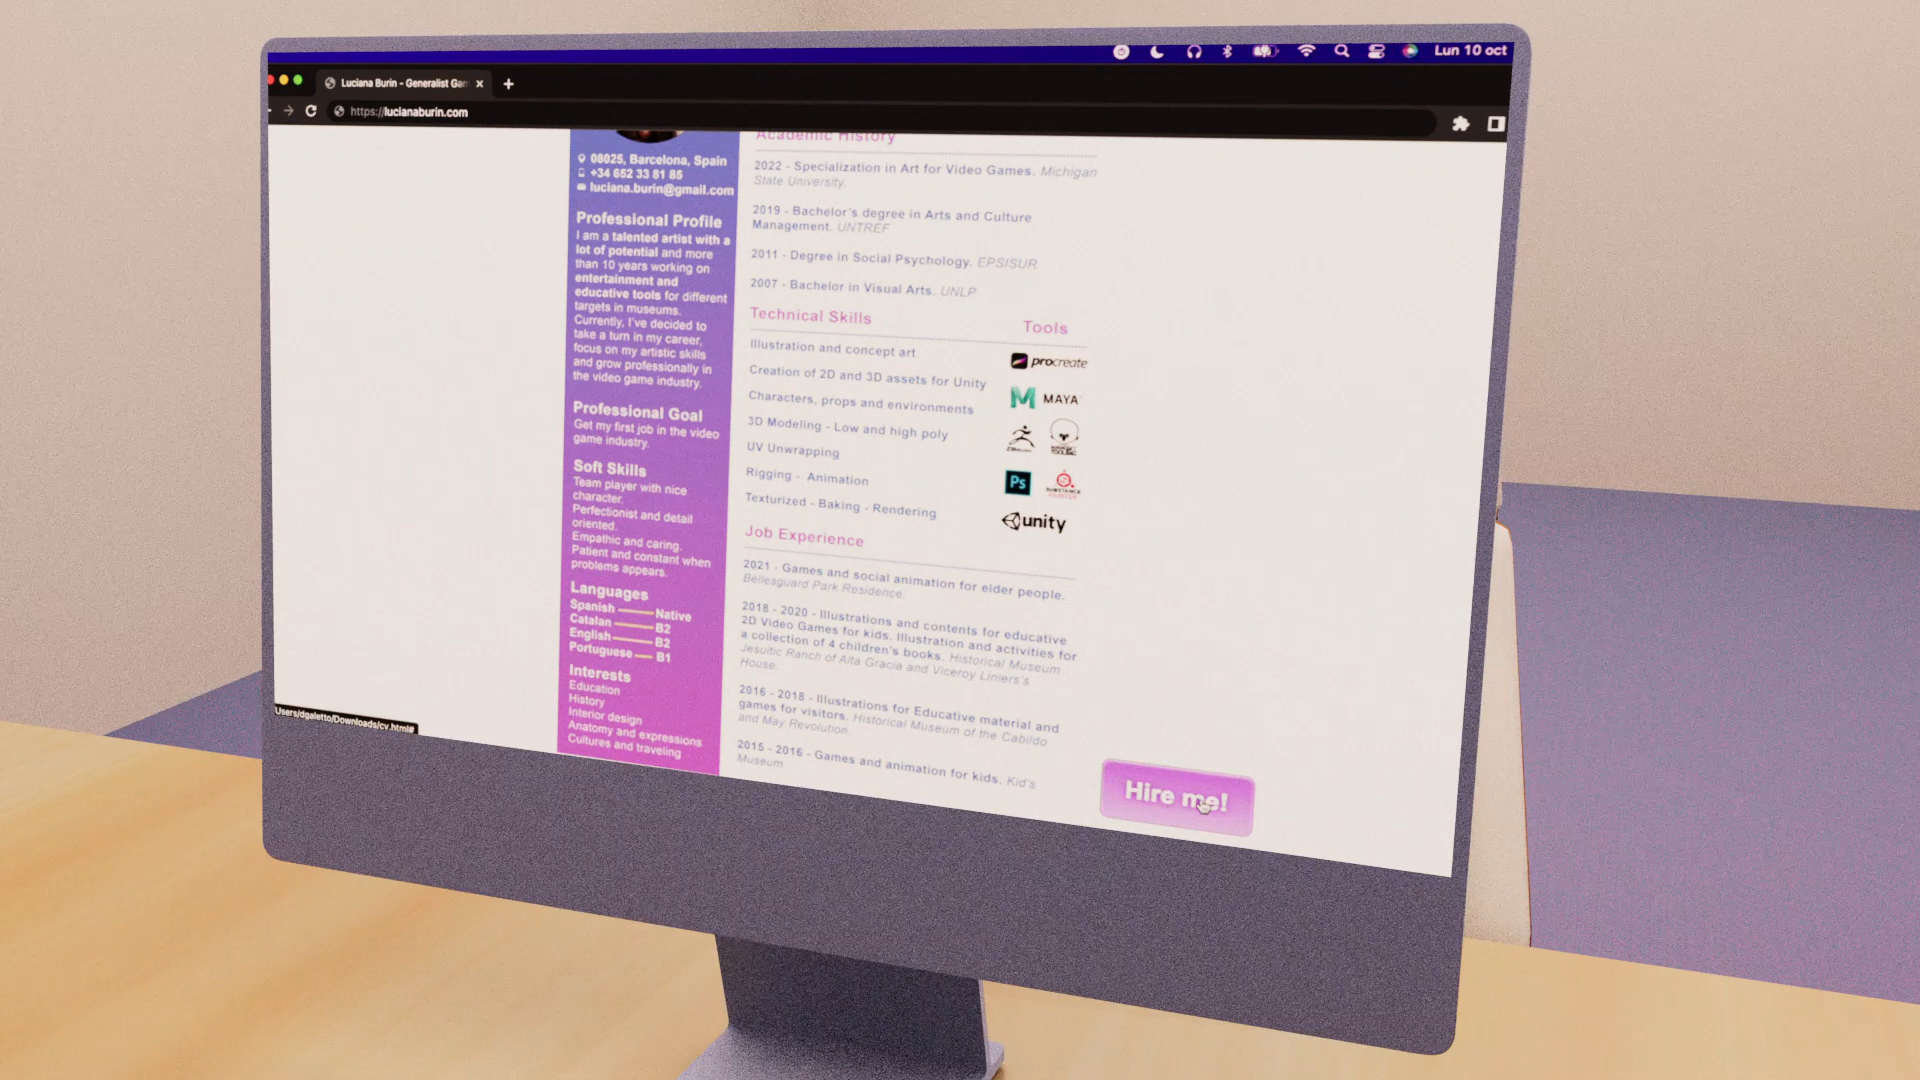 Lun 10 oct
Luciana Burin - Generalist Gam
https://lucianaburin.com
08025, Barcelona, Spain
+34 652 33 81 85
luciana.burin@gmail.com
Professional Profile
I am a talented artist with a
lot of potential and more
than 10 years working on
entertainment and
educative tools for different
targets in museums.
Currently, I've decided to
take a turn in my career,
focus on my artistic skills
and grow professionally in
the video game industry.
Professional Goal
Get my first job in the video
game industry.
Soft Skills
Team player with nice
character.
Perfectionist and detail
oriented.
Empathic and caring.
Patient and constant when
problems appears.
Languages
Spanish Native
Catalan B2
English B2
Portuguese B1
Interests
Education
History
Interior design
Anatomy and expressions
Cultures and traveling
Academic History
2022 - Specialization in Art for Video Games. Michigan
State University.
2019 - Bachelor's degree in Arts and Culture
Management. UNTREF
2011 - Degree in Social Psychology. EPSISUR
2007 - Bachelor in Visual Arts. UNLP
Technical Skills
Illustration and concept art
Creation of 2D and 3D assets for Unity
Characters, props and environments
3D Modeling - Low and high poly
UV Unwrapping
Rigging - Animation
Texturized - Baking - Rendering
Tools
procreate
MAYA
Ps
SUBSTANCE
PAINTER
unity
Job Experience
2021 - Games and social animation for elder people.
Bellesguard Park Residence.
2018 - 2020 - Illustrations and contents for educative
2D Video Games for kids. Illustration and activities for
a collection of 4 children's books. Historical Museum
Jesuitic Ranch of Alta Gracia and Viceroy Liniers's
House.
2016 - 2018 - Illustrations for Educative material and
games for visitors. Historical Museum of the Cabildo
and May Revolution.
2015 - 2016 - Games and animation for kids. Kid's
Museum.
Hire me!
Users/dgaletto/Downloads/cv.html#